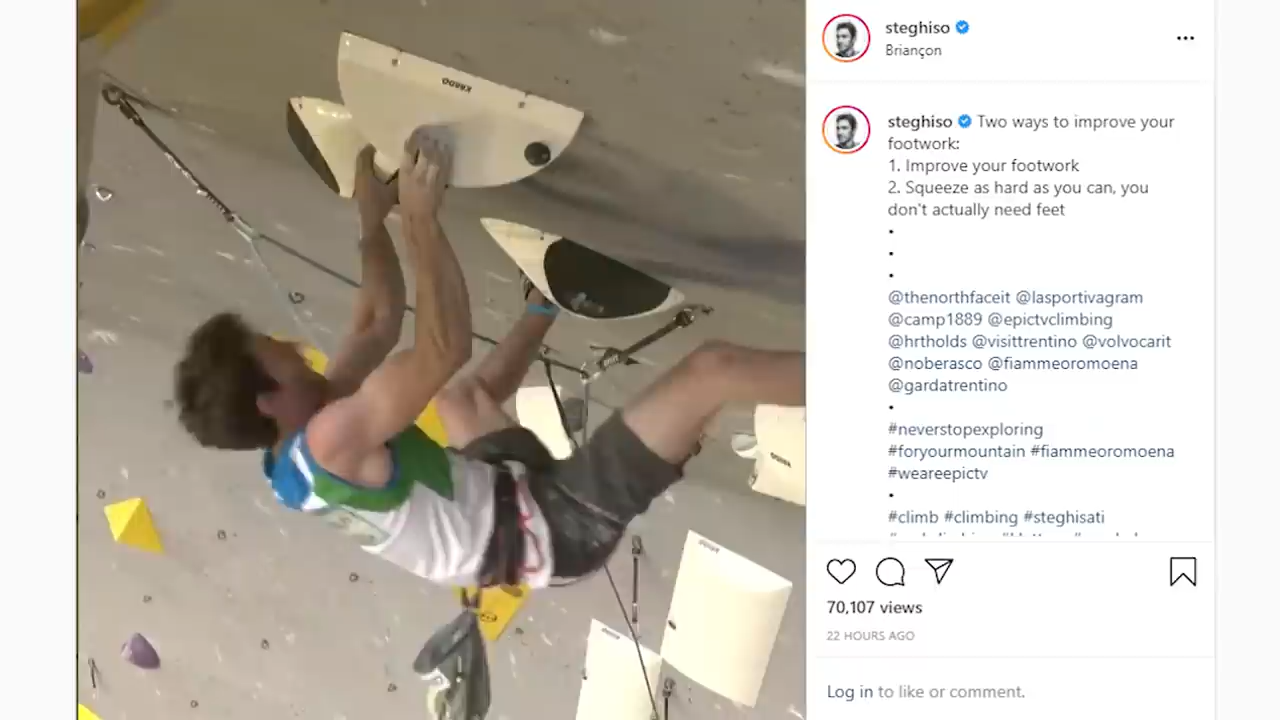 KRADO
steghiso
Briançon
steghiso Two ways to improve your
footwork:
1. Improve your footwork
2. Squeeze as hard as you can, you
don't actually need feet
•
•
•
@thenorthfaceit @lasportivagram
@camp1889 @epictvclimbing
@hrtholds @visittrentino @volvocarit
@noberasco @fiammeoromoena
@gardatrentino
•
#neverstopexploring
#foryourmountain #fiammeoromoena
#weareepictv
•
#climb #climbing #steghisati
70,107 views
22 HOURS AGO
Log in to like or comment.